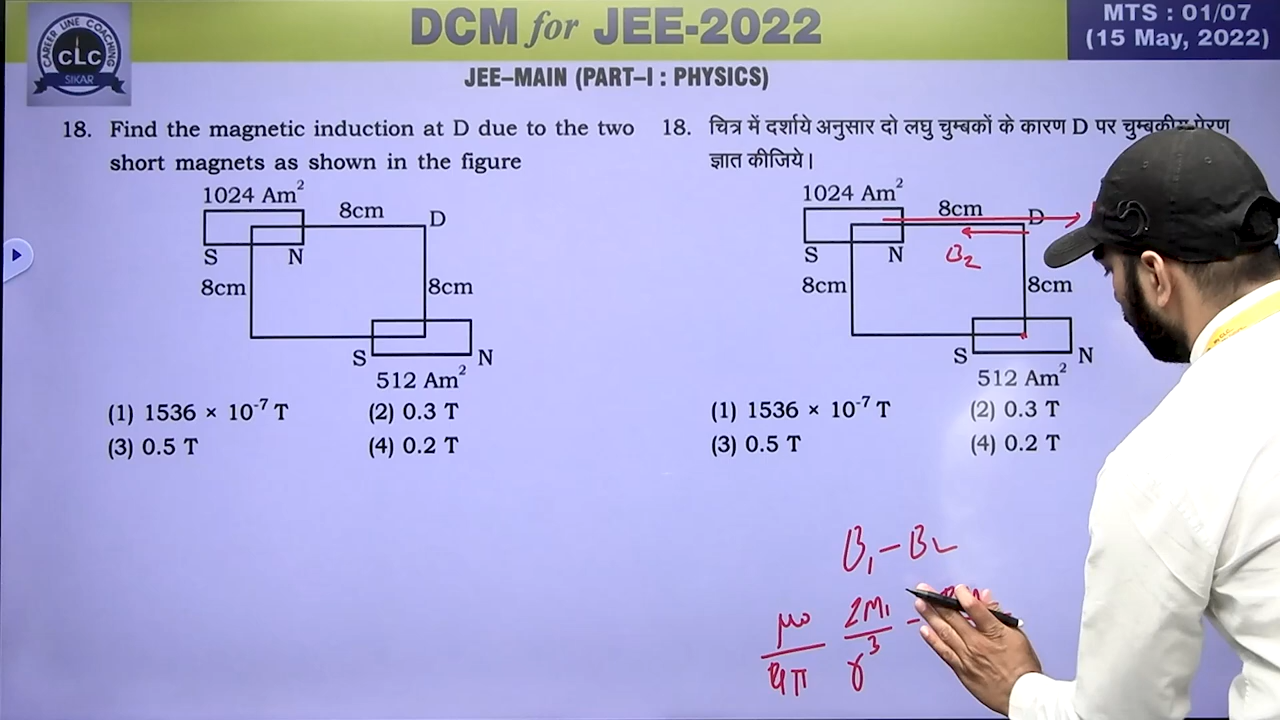 CAREER LINE COACHING
CLC
SIKAR
DCM for JEE-2022
MTS : 01/07
(15 May, 2022)
JEE–MAIN (PART–I : PHYSICS)
18. Find the magnetic induction at D due to the two
short magnets as shown in the figure
1024 Am²
8cm
D
S
N
8cm
8cm
S
N
512 Am²
(1) 1536 × 10⁻⁷ T
(2) 0.3 T
(3) 0.5 T
(4) 0.2 T
18. चित्र में दर्शाये अनुसार दो लघु चुम्बकों के कारण D पर चुम्बकीय प्रेरण
ज्ञात कीजिये।
1024 Am²
8cm
D
B₂
S
N
8cm
8cm
S
N
512 Am²
(1) 1536 × 10⁻⁷ T
(2) 0.3 T
(3) 0.5 T
(4) 0.2 T
B₁ – B₂
μ₀/4π 2M₁/r³ –